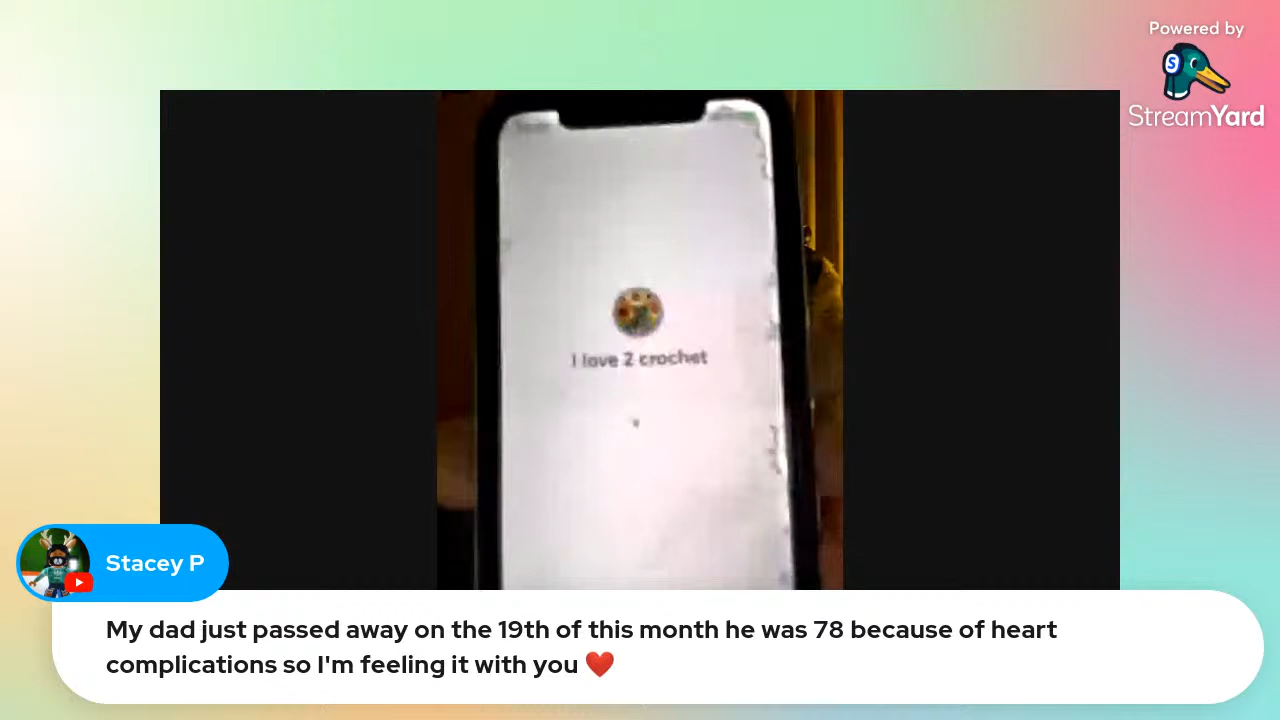 Powered by
StreamYard
I love 2 crochet
Stacey P
My dad just passed away on the 19th of this month he was 78 because of heart
complications so I'm feeling it with you ❤️